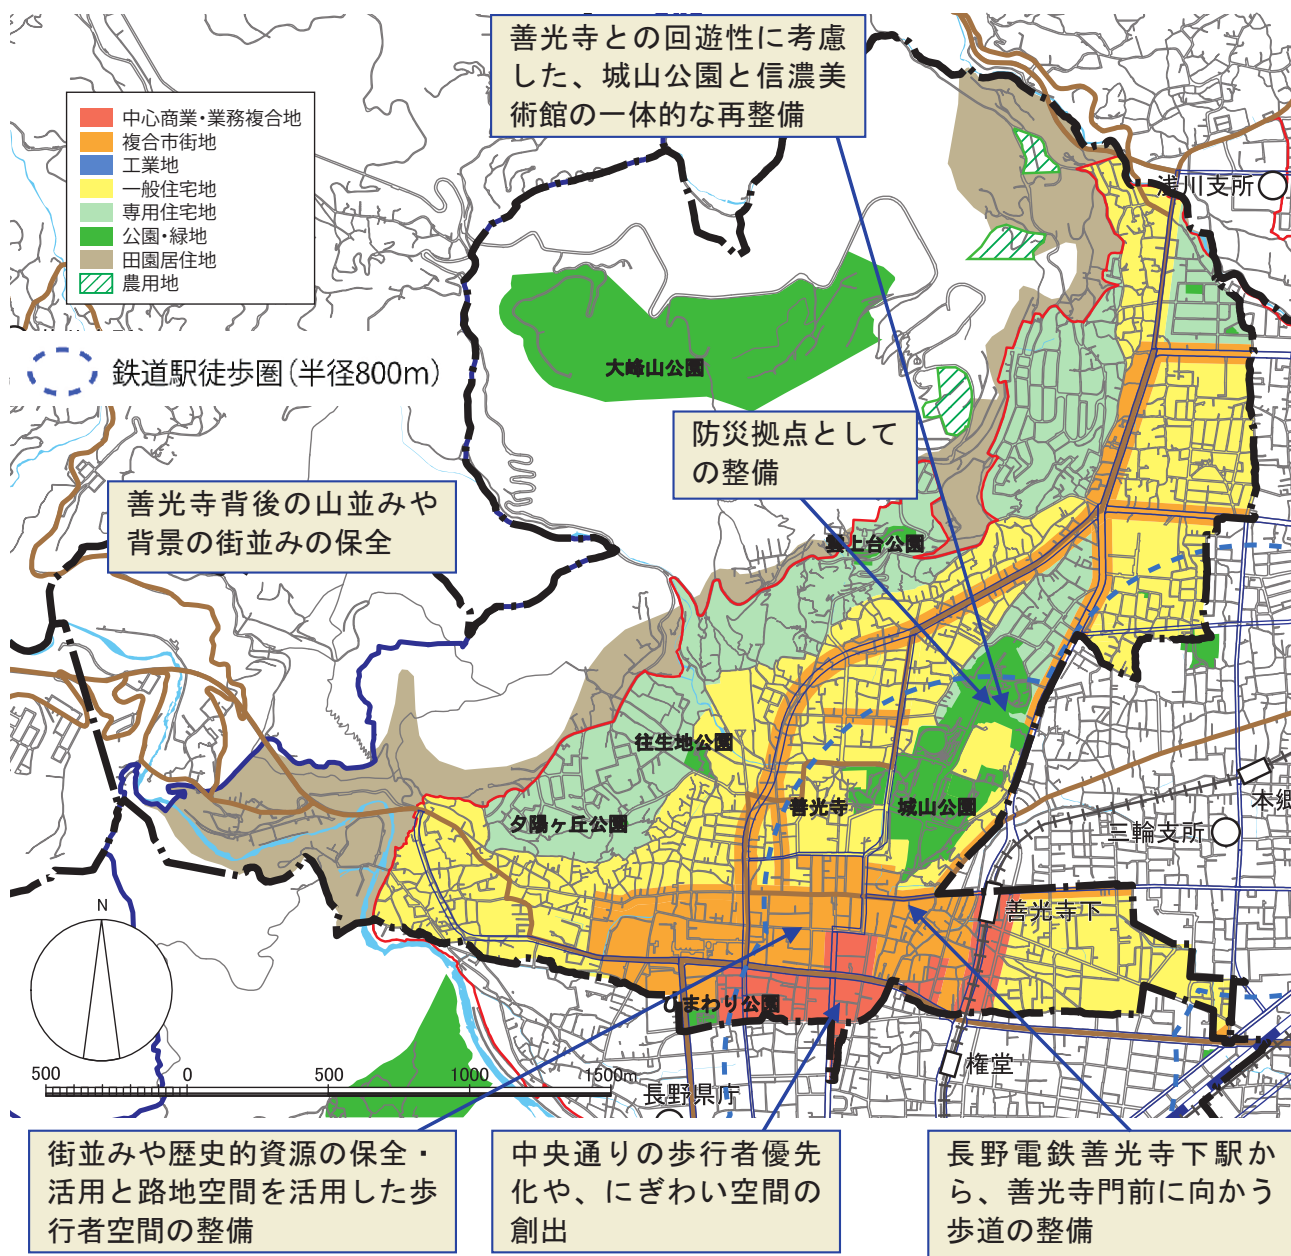 善光寺との回遊性に考慮
した、城山公園と信濃美
術館の一体的な再整備
中心商業・業務複合地
複合市街地
工業地
一般住宅地
専用住宅地
公園・緑地
田園居住地
農用地
浅川支所
鉄道駅徒歩圏(半径800m)
大峰山公園
防災拠点として
の整備
善光寺背後の山並みや
背景の街並みの保全
雲上台公園
往生地公園
善光寺
城山公園
夕陽ヶ丘公園
本郷
三輪支所
善光寺下
ひまわり公園
権堂
長野県庁
N
500 0 500 1000 1500m
街並みや歴史的資源の保全・
活用と路地空間を活用した歩
行者空間の整備
中央通りの歩行者優先
化や、にぎわい空間の
創出
長野電鉄善光寺下駅か
ら、善光寺門前に向かう
歩道の整備